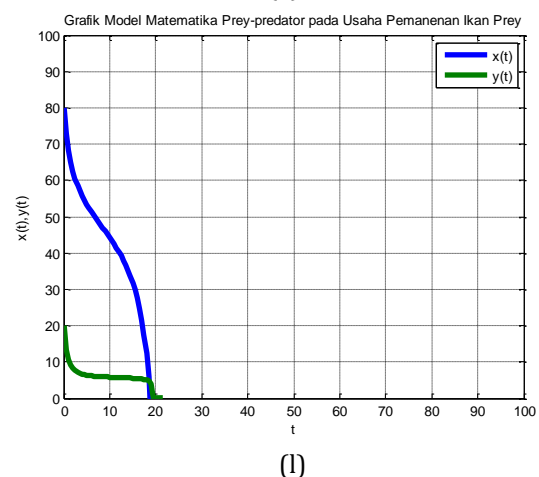 Grafik Model Matematika Prey-predator pada Usaha Pemanenan Ikan Prey
x(t)
y(t)
100
90
80
70
60
50
40
30
20
10
0
x(t),y(t)
0 10 20 30 40 50 60 70 80 90 100
t
(l)